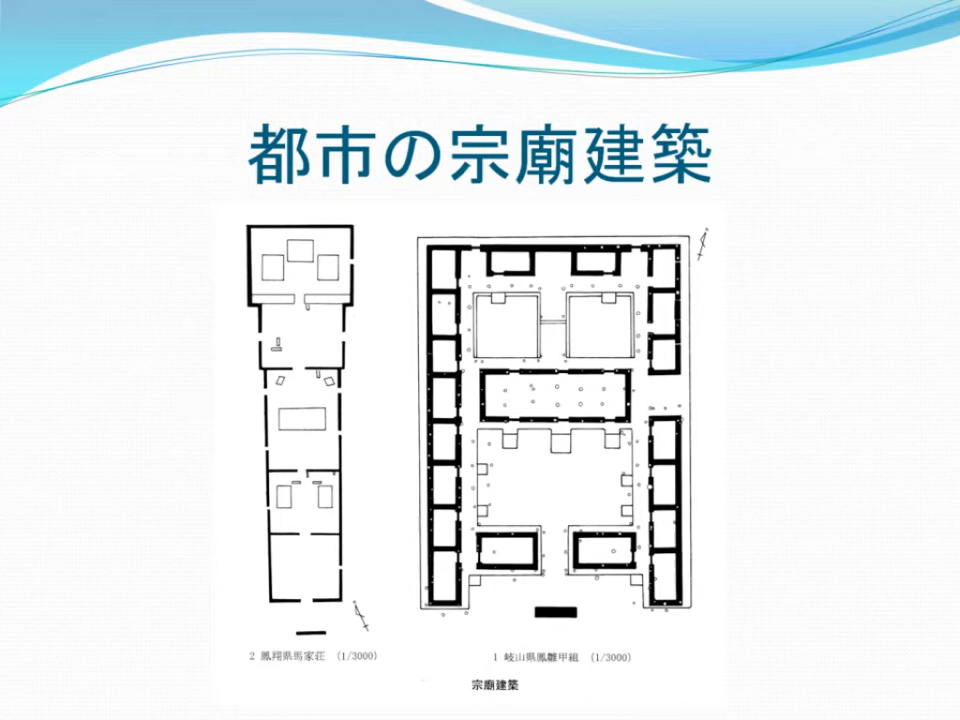 都市の宗廟建築
2 鳳翔県馬家荘 (1/3000)
1 岐山県鳳雛甲組 (1/3000)
宗廟建築